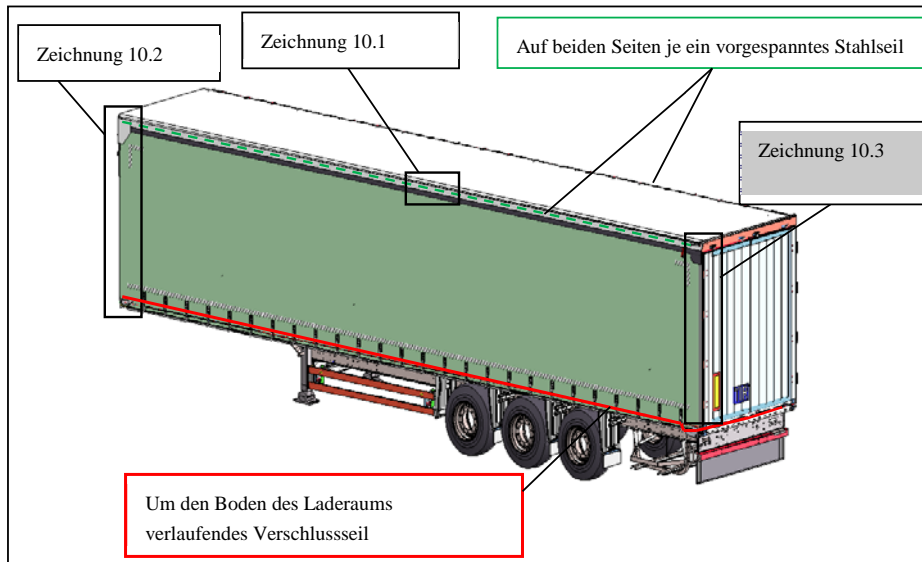 Zeichnung 10.2
Zeichnung 10.1
Auf beiden Seiten je ein vorgespanntes Stahlseil
Zeichnung 10.3
Um den Boden des Laderaums
verlaufendes Verschlussseil